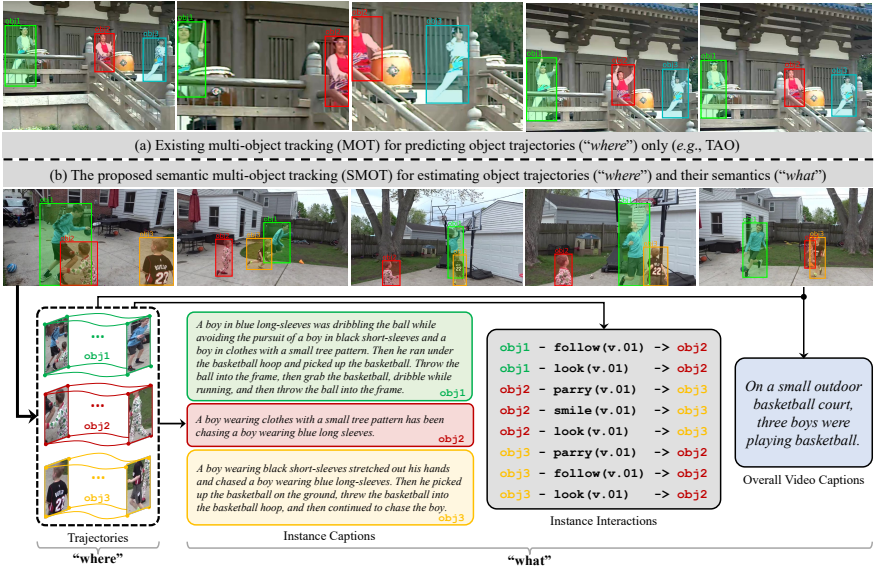 obj1
(a) Existing multi-object tracking (MOT) for predicting object trajectories (“where”) only (e.g., TAO)
(b) The proposed semantic multi-object tracking (SMOT) for estimating object trajectories (“where”) and their semantics (“what”)
22
...
obj1
...
obj2
...
obj3
Trajectories
“where”
A boy in blue long-sleeves was dribbling the ball while
avoiding the pursuit of a boy in black short-sleeves and a
boy in clothes with a small tree pattern. Then he ran under
the basketball hoop and picked up the basketball. Throw the
ball into the frame, then grab the basketball, dribble while
running, and then throw the ball into the frame.
obj1
A boy wearing clothes with a small tree pattern has been
chasing a boy wearing blue long sleeves.
obj2
A boy wearing black short-sleeves stretched out his hands
and chased a boy wearing blue long-sleeves. Then he picked
up the basketball on the ground, threw the basketball into
the basketball hoop, and then continued to chase the boy.
obj3
Instance Captions
obj1 - follow(v.01) -> obj2
obj1 - look(v.01) -> obj2
obj2 - parry(v.01) -> obj3
obj2 - smile(v.01) -> obj3
obj2 - look(v.01) -> obj3
obj3 - parry(v.01) -> obj2
obj3 - follow(v.01) -> obj2
obj3 - look(v.01) -> obj2
Instance Interactions
On a small outdoor
basketball court,
three boys were
playing basketball.
Overall Video Captions
“what”